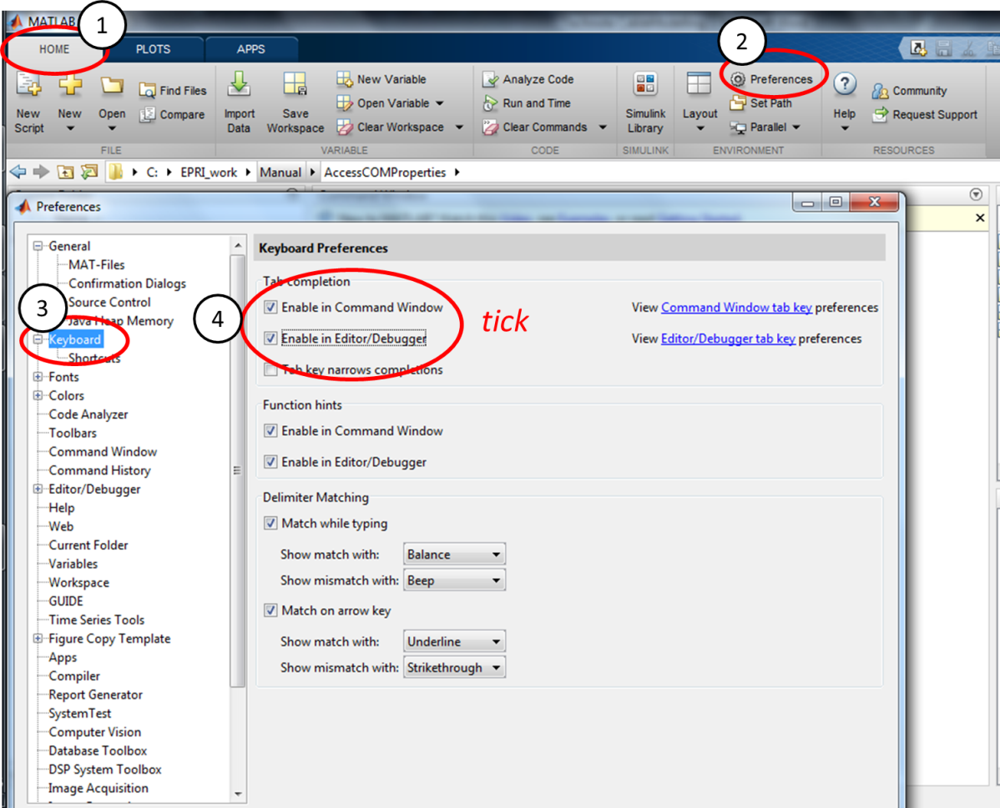 MATLAB
1
2
HOME PLOTS APPS
New Script
New
Open
Find Files
Compare
FILE
Import Data
Save Workspace
New Variable
Open Variable
Clear Workspace
VARIABLE
Analyze Code
Run and Time
Clear Commands
CODE
Simulink Library
SIMULINK
Layout
Preferences
Set Path
Parallel
ENVIRONMENT
? Help
Community
Request Support
RESOURCES
C: EPRI_work Manual AccessCOMProperties
Preferences
General
MAT-Files
Confirmation Dialogs
3
Source Control
Java Heap Memory
Keyboard
Shortcuts
Fonts
Colors
Code Analyzer
Toolbars
Command Window
Command History
Editor/Debugger
Help
Web
Current Folder
Variables
Workspace
GUIDE
Time Series Tools
Figure Copy Template
Apps
Compiler
Report Generator
SystemTest
Computer Vision
Database Toolbox
DSP System Toolbox
Image Acquisition
Keyboard Preferences
Tab completion
4
Enable in Command Window
tick
View Command Window tab key preferences
Enable in Editor/Debugger
View Editor/Debugger tab key preferences
Tab key narrows completions
Function hints
Enable in Command Window
Enable in Editor/Debugger
Delimiter Matching
Match while typing
Show match with: Balance
Show mismatch with: Beep
Match on arrow key
Show match with: Underline
Show mismatch with: Strikethrough